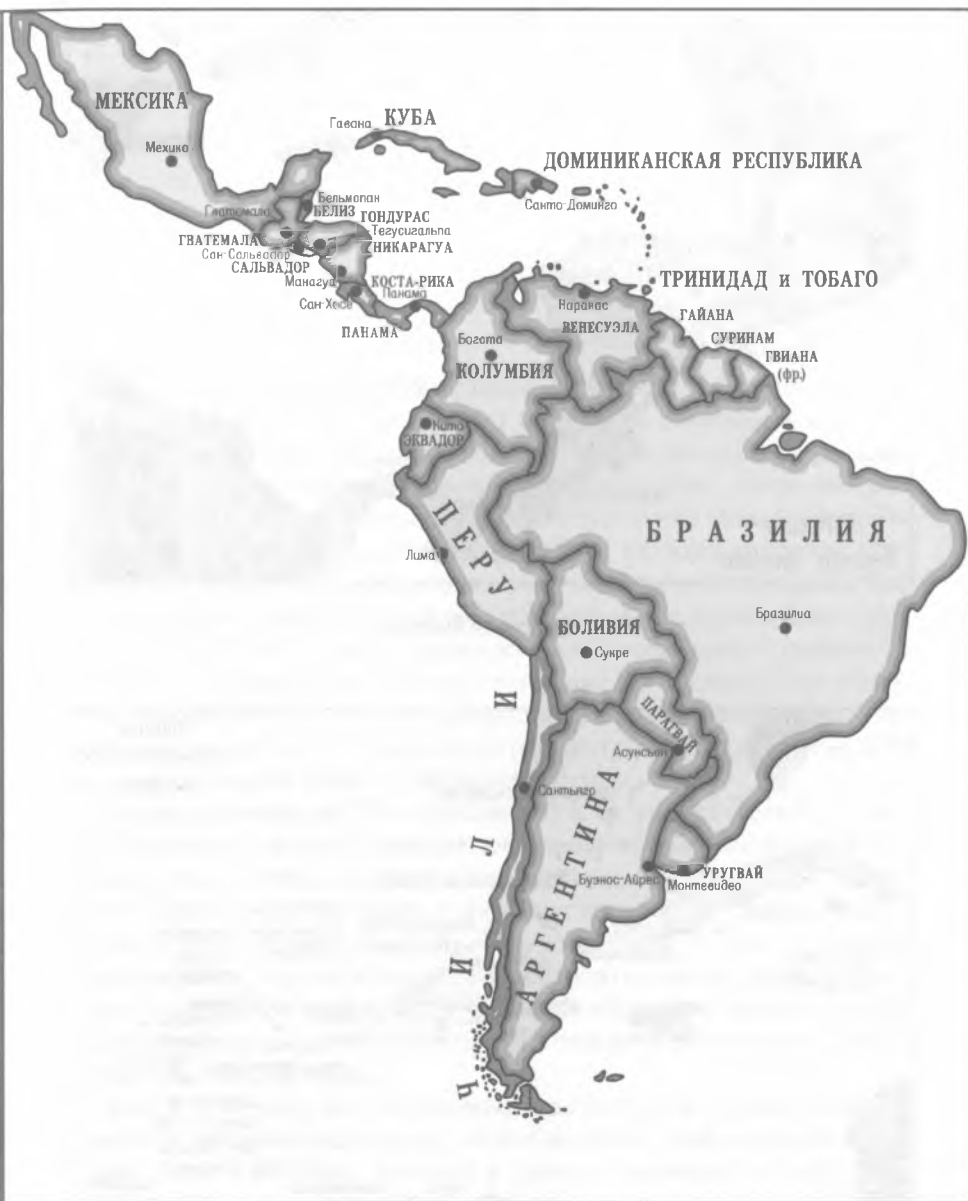 МЕКСИКА
Мехико
Гавана
КУБА
ДОМИНИКАНСКАЯ РЕСПУБЛИКА
Санто-Доминго
Бельмопан
БЕЛИЗ
Гватемала
ГОНДУРАС
Тегусигальпа
ГВАТЕМАЛА
НИКАРАГУА
Сан-Сальвадор
САЛЬВАДОР
Манагуа
КОСТА-РИКА
Панама
Сан-Хосе
ПАНАМА
ТРИНИДАД и ТОБАГО
Каракас
ВЕНЕСУЭЛА
ГАЙАНА
СУРИНАМ
ГВИАНА
(фр.)
Богота
КОЛУМБИЯ
Кито
ЭКВАДОР
ПЕРУ
Лима
БРАЗИЛИЯ
Бразилиа
БОЛИВИЯ
Сукре
ПАРАГВАЙ
Асунсьон
ЧИЛИ
Сантьяго
АРГЕНТИНА
Буэнос-Айрес
УРУГВАЙ
Монтевидео